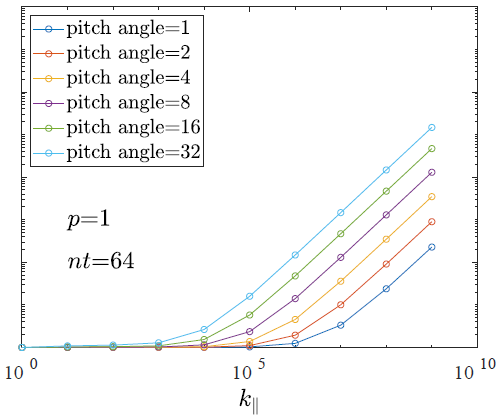 pitch angle=1
pitch angle=2
pitch angle=4
pitch angle=8
pitch angle=16
pitch angle=32
p=1
nt=64
10^0 10^5 10^10
k_∥